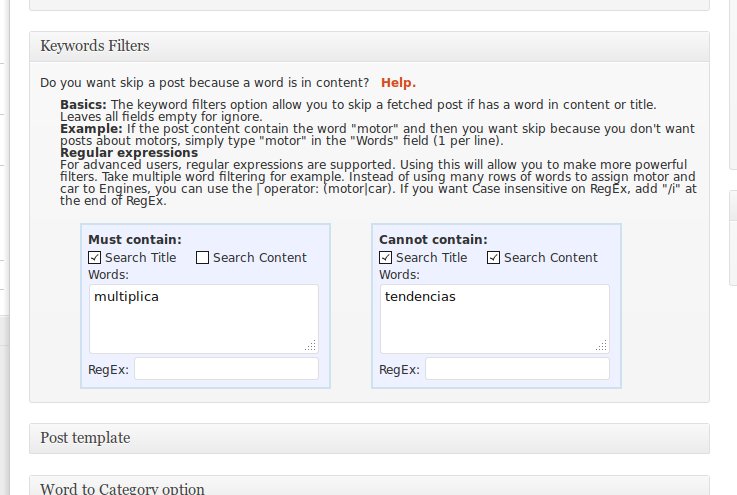 Keywords Filters
Do you want skip a post because a word is in content? Help.
Basics: The keyword filters option allow you to skip a fetched post if has a word in content or title.
Leaves all fields empty for ignore.
Example: If the post content contain the word "motor" and then you want skip because you don't want
posts about motors, simply type "motor" in the "Words" field (1 per line).
Regular expressions
For advanced users, regular expressions are supported. Using this will allow you to make more powerful
filters. Take multiple word filtering for example. Instead of using many rows of words to assign motor and
car to Engines, you can use the | operator: (motor|car). If you want Case insensitive on RegEx, add "/i" at
the end of RegEx.
Must contain:
Search Title Search Content
Words:
multiplica
RegEx:
Cannot contain:
Search Title Search Content
Words:
tendencias
RegEx:
Post template
Word to Category option